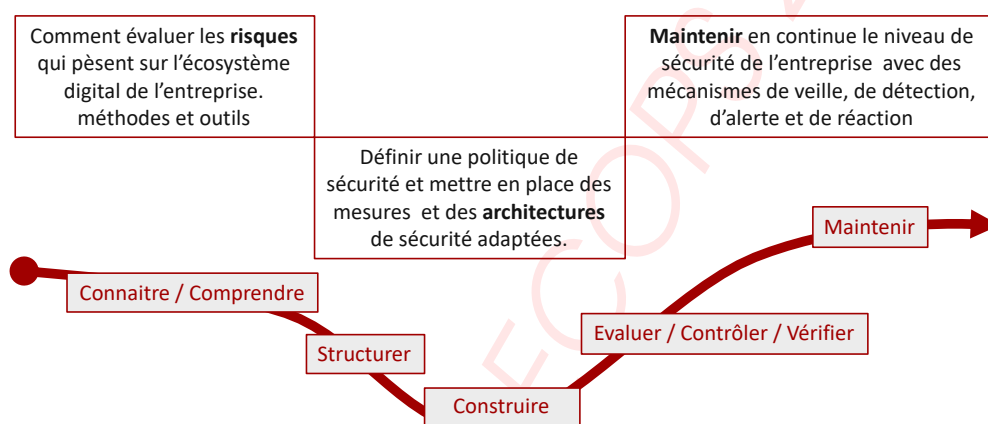 Comment évaluer les risques
qui pèsent sur l'écosystème
digital de l'entreprise.
méthodes et outils
Maintenir en continue le niveau de
sécurité de l'entreprise avec des
mécanismes de veille, de détection,
d'alerte et de réaction
Définir une politique de
sécurité et mettre en place des
mesures et des architectures
de sécurité adaptées.
Maintenir
Connaitre / Comprendre
Evaluer / Contrôler / Vérifier
Structurer
Construire
ECOPS